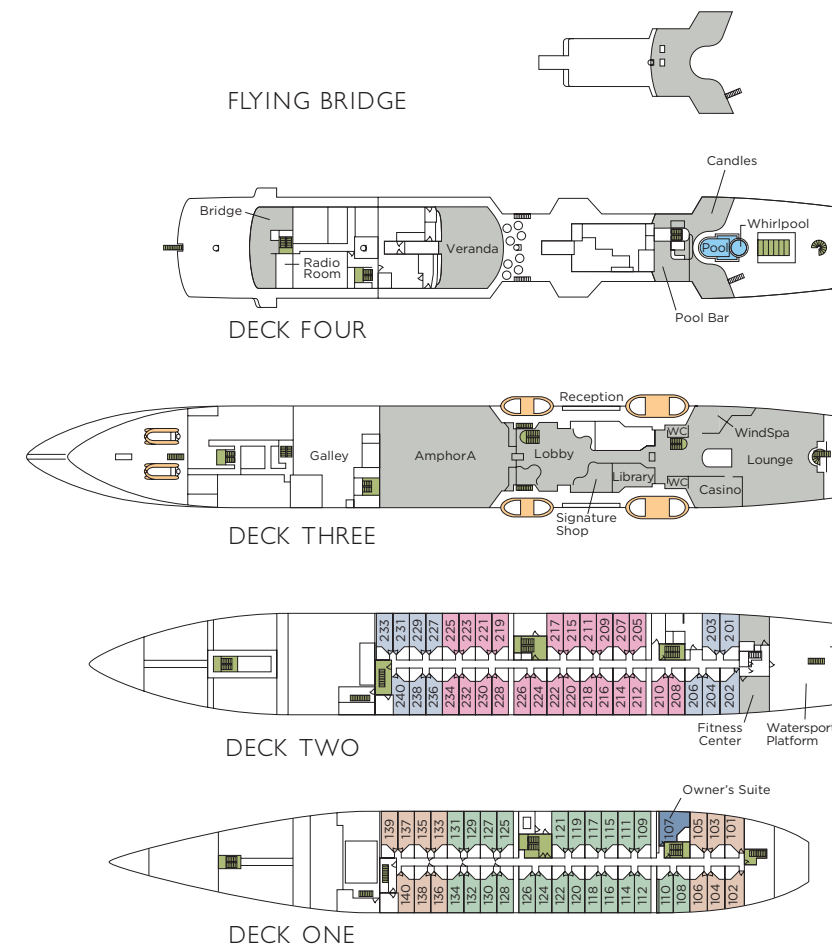 FLYING BRIDGE
Candles
Bridge
Whirlpool
Pool
Veranda
Radio
Room
Pool Bar
DECK FOUR
Reception
WC
WindSpa
Galley
AmphorA
Lobby
Lounge
Library
WC
Casino
Signature
Shop
DECK THREE
233
231
229
227
225
223
221
219
217
215
211
209
207
205
203
201
240
238
236
234
232
230
228
226
224
222
220
218
216
214
212
210
208
206
204
202
Fitness
Center
Watersport
Platform
DECK TWO
Owner's Suite
139
137
135
133
131
129
127
125
121
119
117
115
111
109
107
105
103
101
140
138
136
134
132
130
128
126
124
122
120
118
116
114
112
110
108
106
104
102
DECK ONE